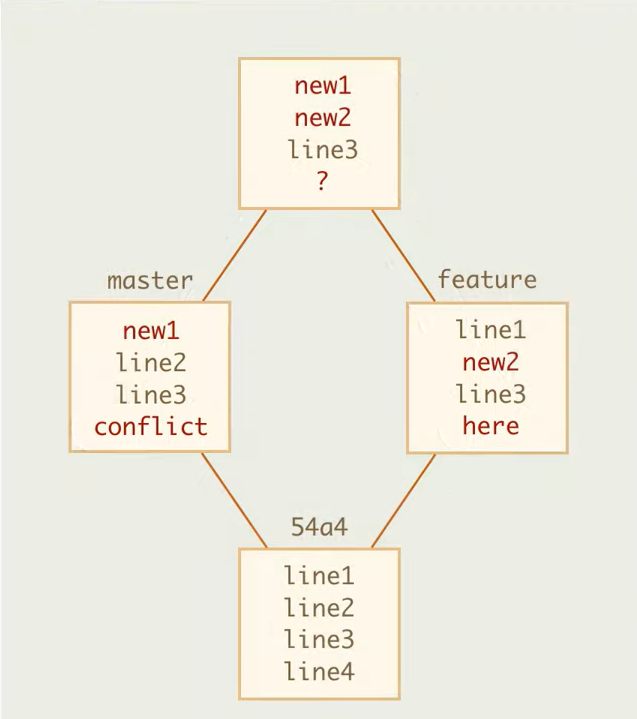 new1
new2
line3
?
master
new1
line2
line3
conflict
feature
line1
new2
line3
here
54a4
line1
line2
line3
line4